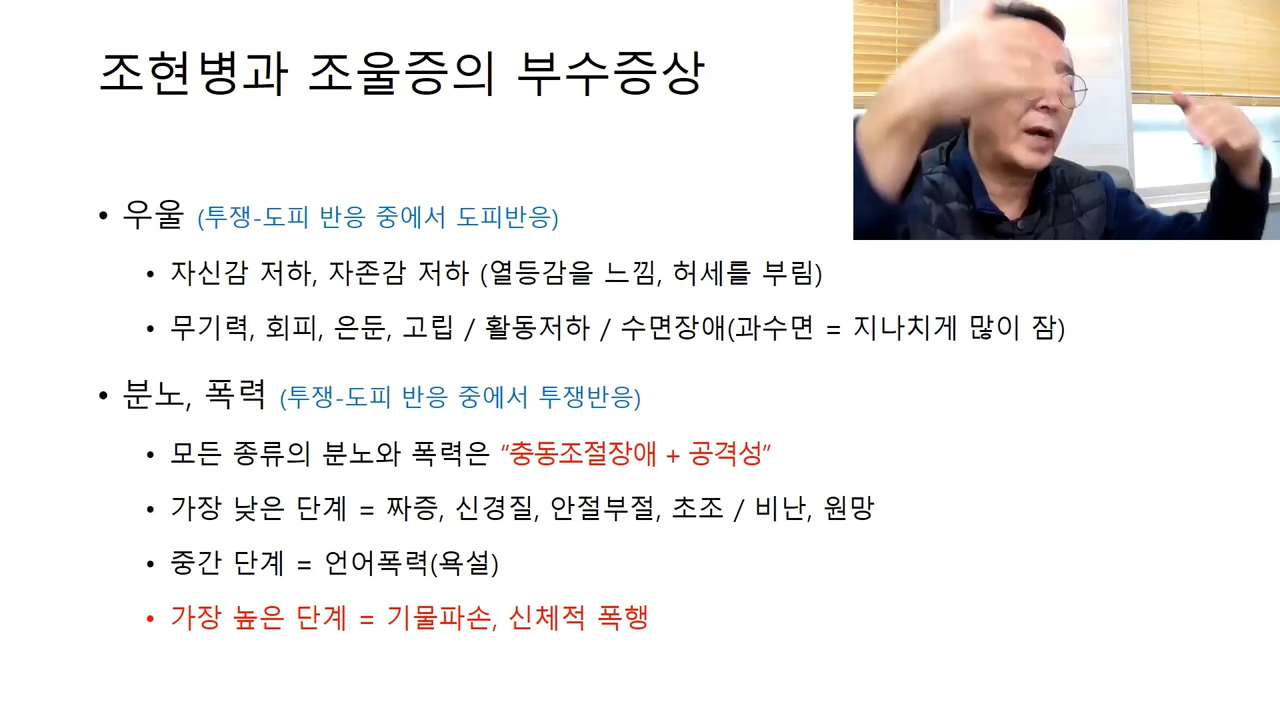 조현병과 조울증의 부수증상
• 우울 (투쟁-도피 반응 중에서 도피반응)
• 자신감 저하, 자존감 저하 (열등감을 느낌, 허세를 부림)
• 무기력, 회피, 은둔, 고립 / 활동저하 / 수면장애(과수면 = 지나치게 많이 잠)
• 분노, 폭력 (투쟁-도피 반응 중에서 투쟁반응)
• 모든 종류의 분노와 폭력은 “충동조절장애 + 공격성”
• 가장 낮은 단계 = 짜증, 신경질, 안절부절, 초조 / 비난, 원망
• 중간 단계 = 언어폭력(욕설)
• 가장 높은 단계 = 기물파손, 신체적 폭행